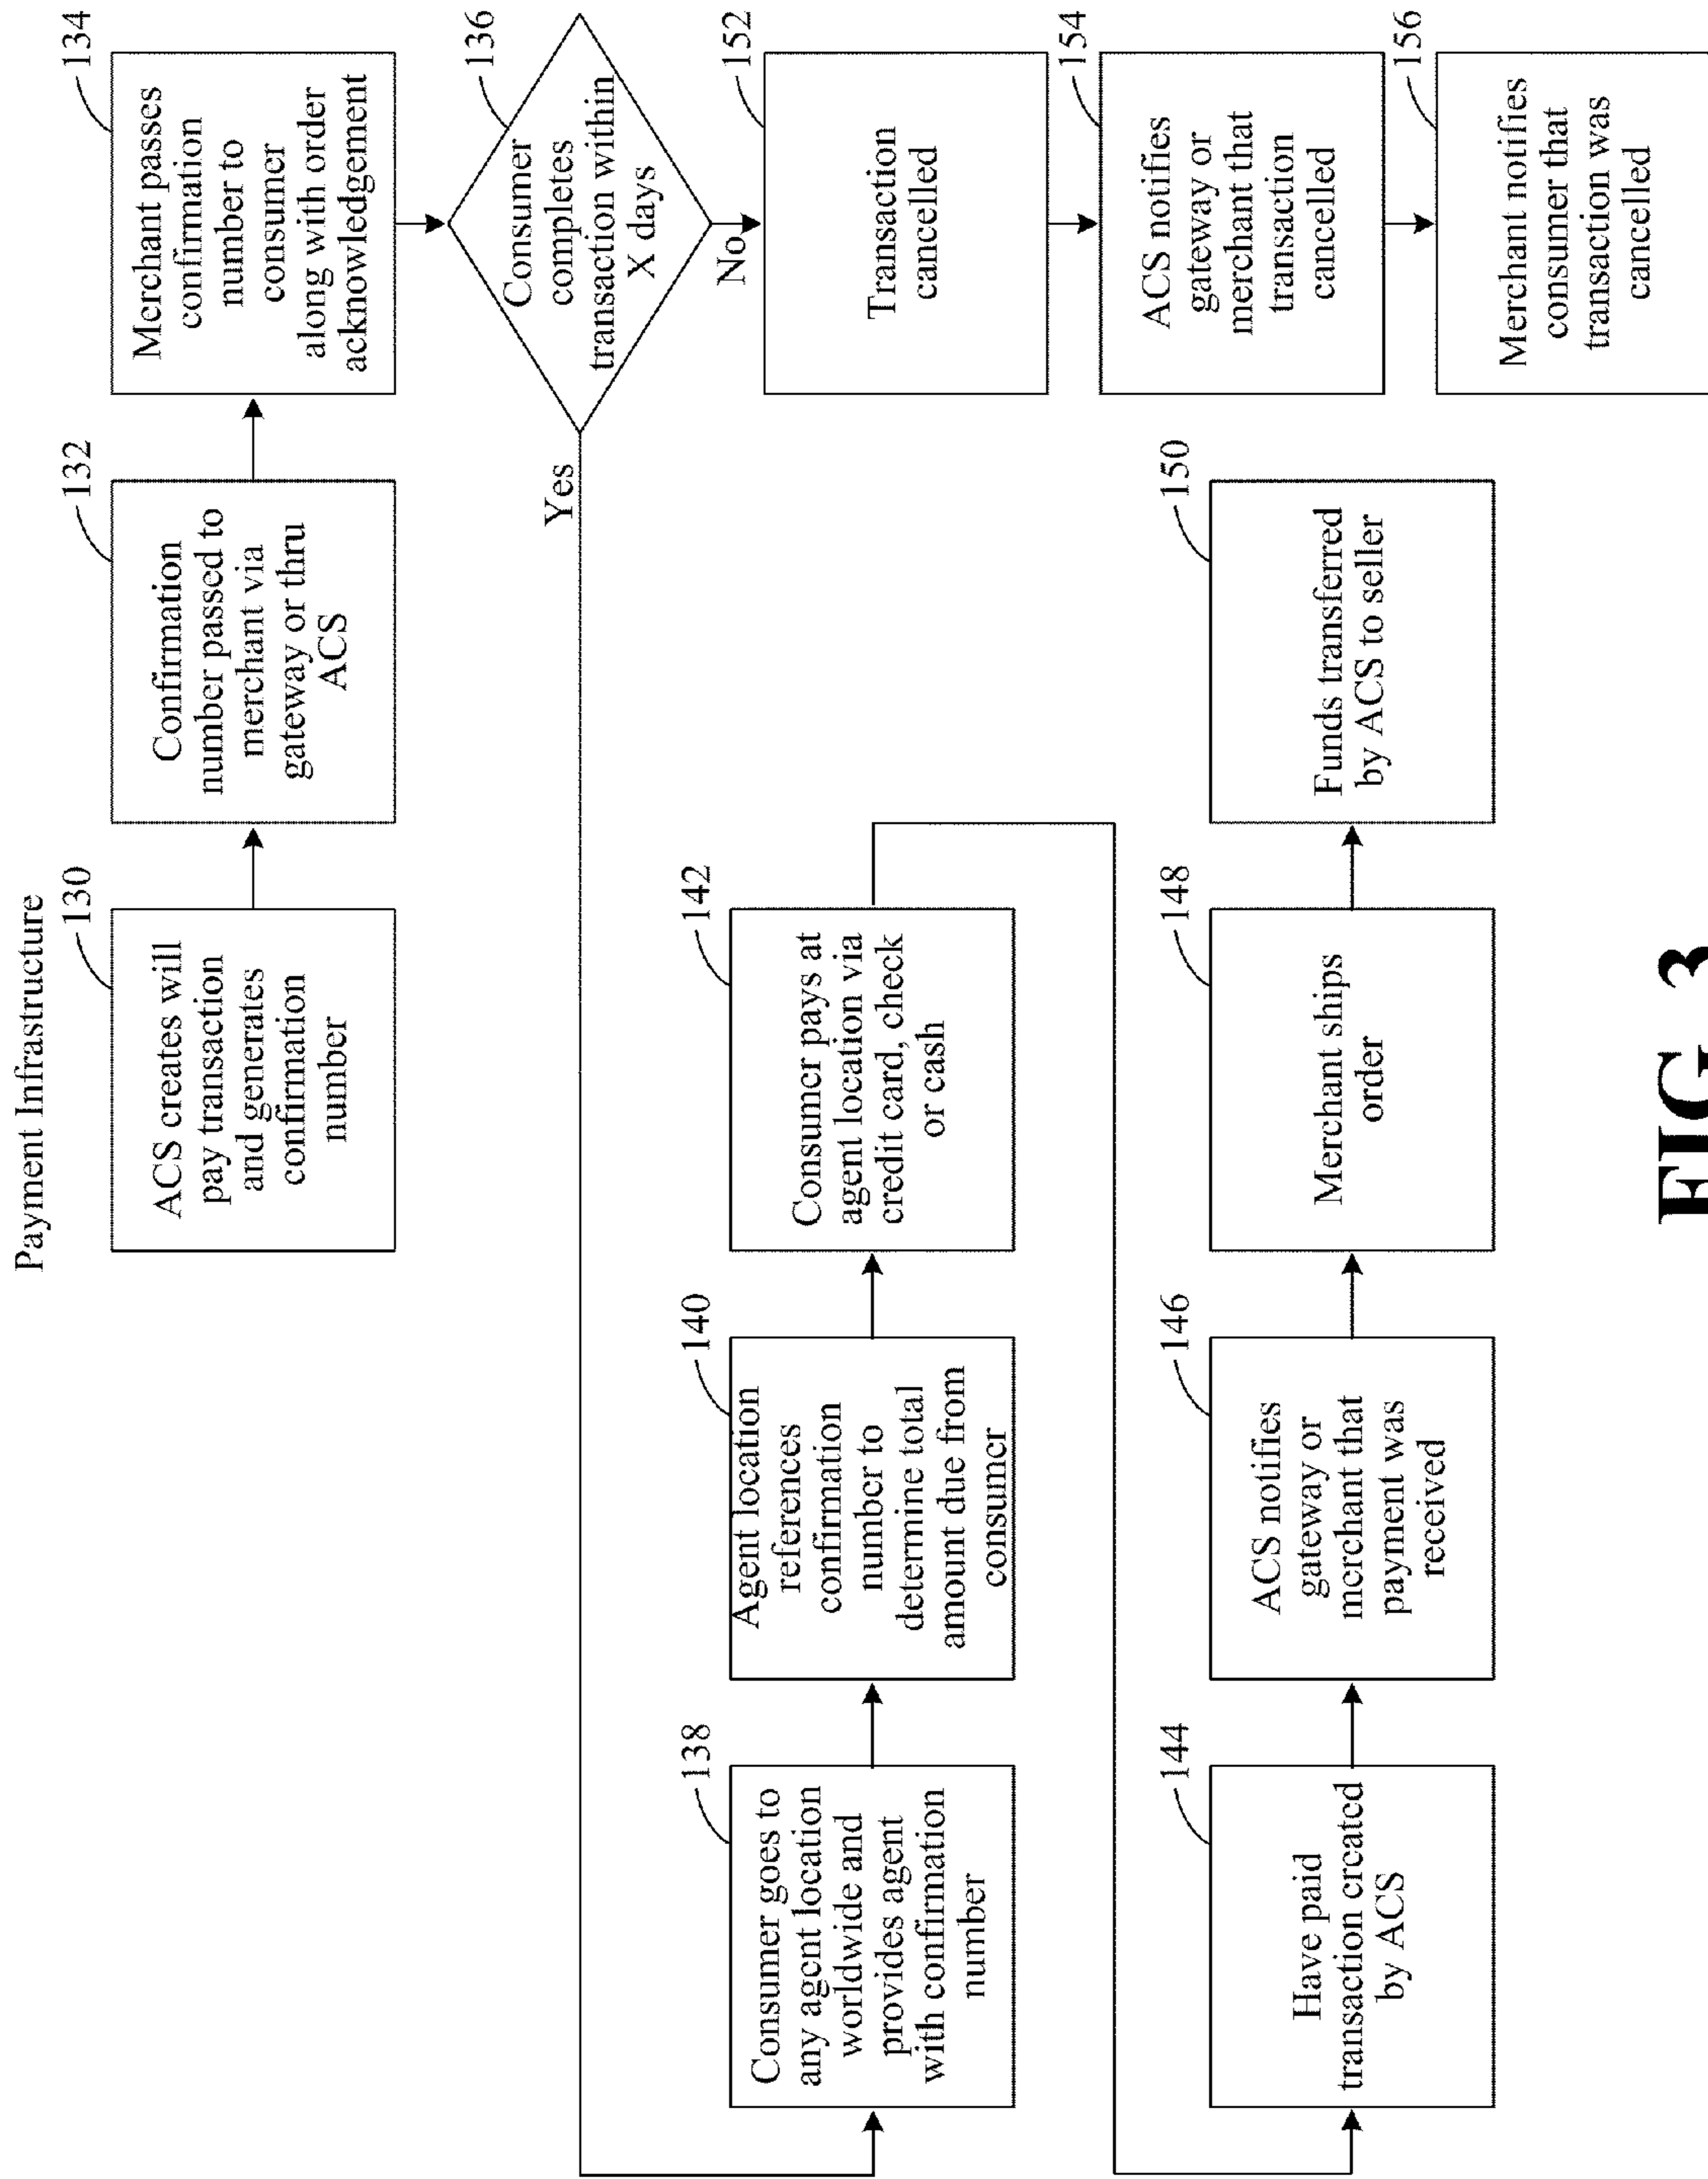 Payment Infrastructure
130
ACS creates will
pay transaction
and generates
confirmation
number
132
Confirmation
number passed to
merchant via
gateway or thru
ACS
134
Merchant passes
confirmation
number to
consumer
along with order
acknowledgement
136
Consumer
completes
transaction within
X days
Yes
No
138
Consumer goes to
any agent location
worldwide and
provides agent
with confirmation
number
140
Agent location
references
confirmation
number to
determine total
amount due from
consumer
142
Consumer pays at
agent location via
credit card, check
or cash
152
Transaction
cancelled
154
ACS notifies
gateway or
merchant that
transaction
cancelled
144
Have paid
transaction created
by ACS
146
ACS notifies
gateway or
merchant that
payment was
received
148
Merchant ships
order
150
Funds transferred
by ACS to seller
156
Merchant notifies
consumer that
transaction was
cancelled
FIG 3